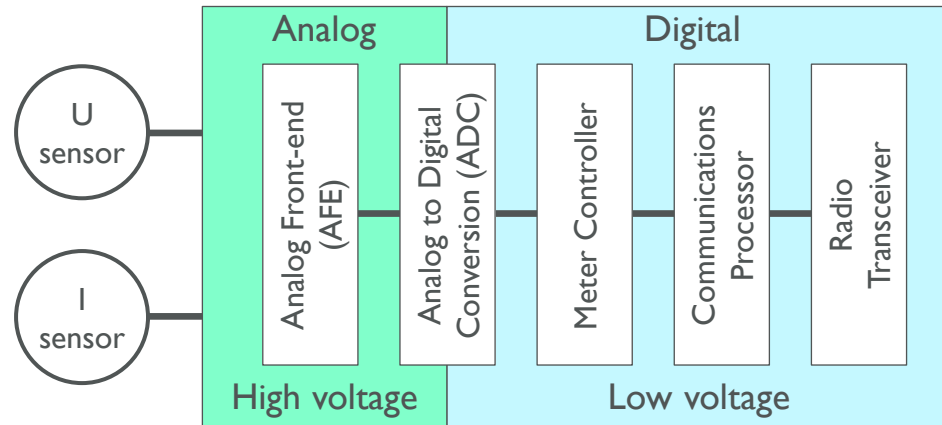 Analog
Digital
U
sensor
I
sensor
Analog Front-end
(AFE)
Analog to Digital
Conversion (ADC)
Meter Controller
Communications
Processor
Radio
Transceiver
High voltage
Low voltage